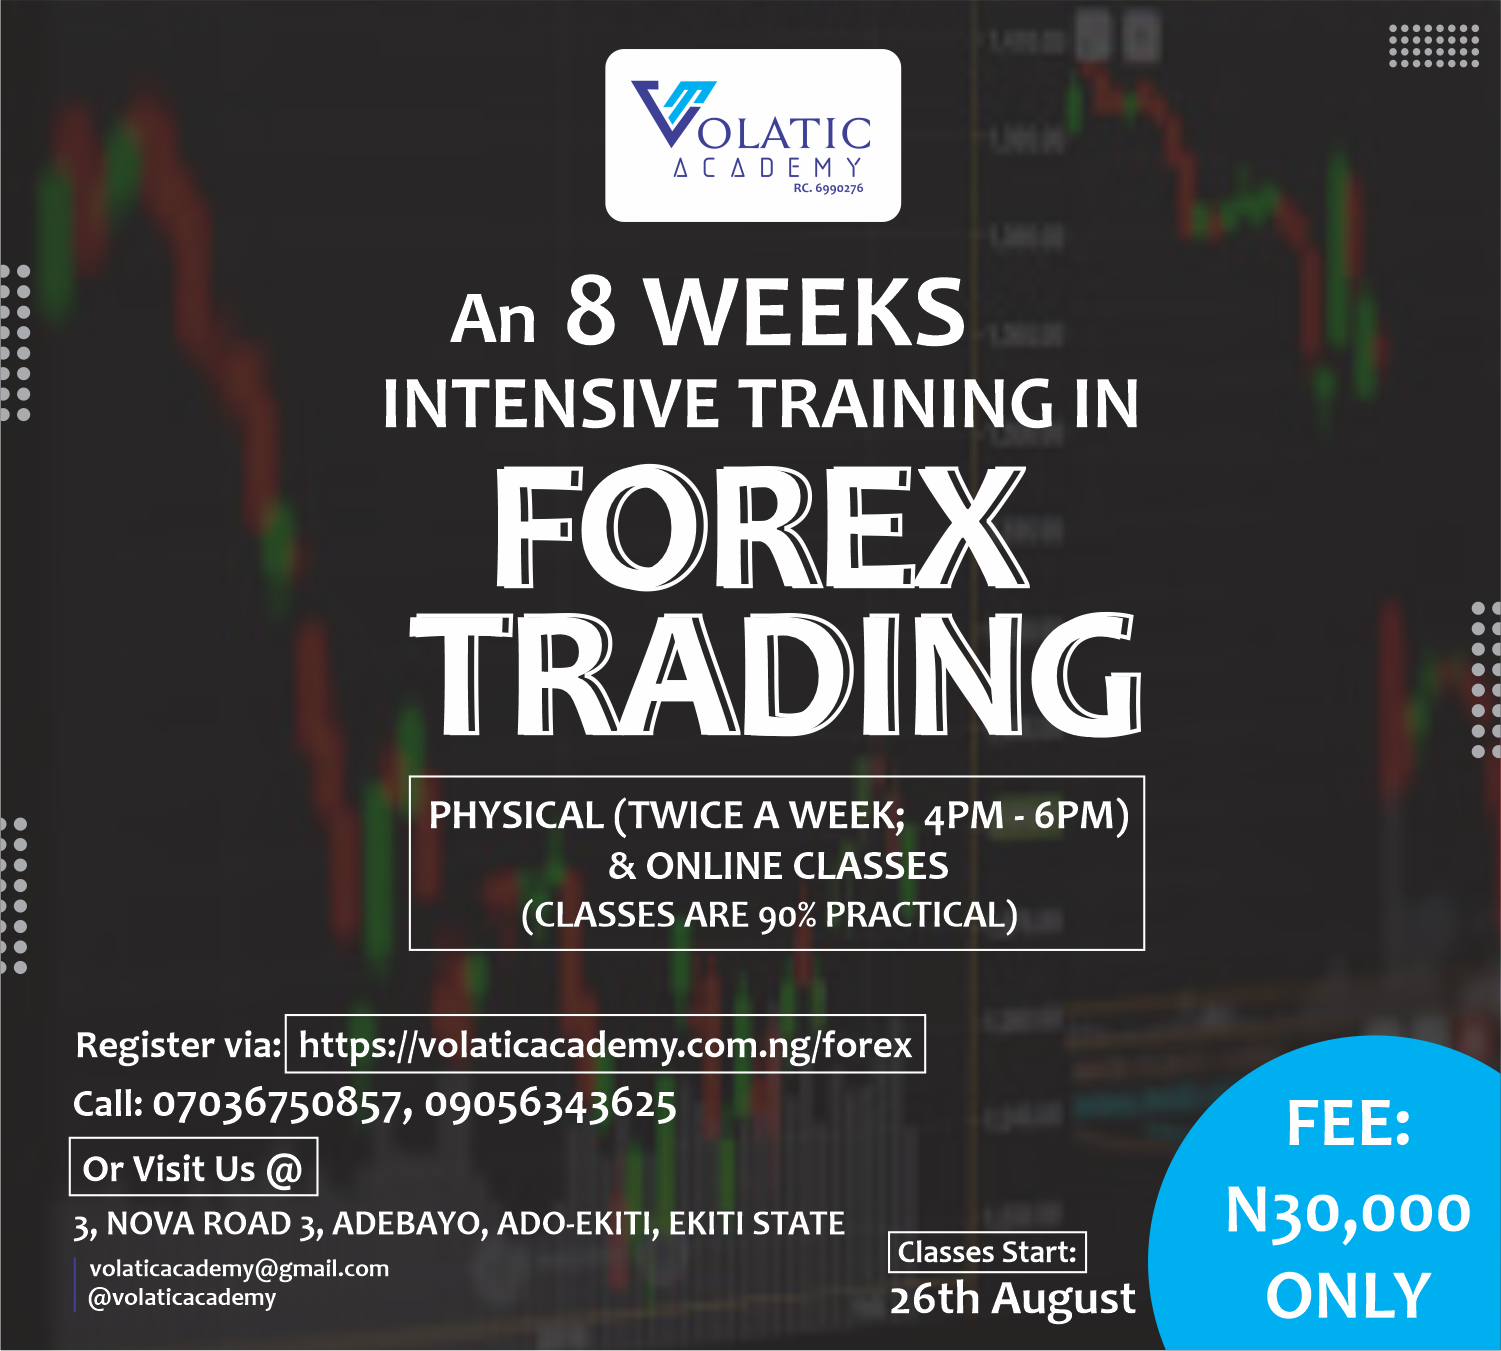 VOLATIC
ACADEMY
RC. 6990276
An 8 WEEKS
INTENSIVE TRAINING IN
FOREX
TRADING
PHYSICAL (TWICE A WEEK; 4PM - 6PM)
& ONLINE CLASSES
(CLASSES ARE 90% PRACTICAL)
Register via: https://volaticacademy.com.ng/forex
Call: 07036750857, 09056343625
Or Visit Us @
3, NOVA ROAD 3, ADEBAYO, ADO-EKITI, EKITI STATE
volaticacademy@gmail.com
@volaticacademy
Classes Start:
26th August
FEE:
N30,000
ONLY